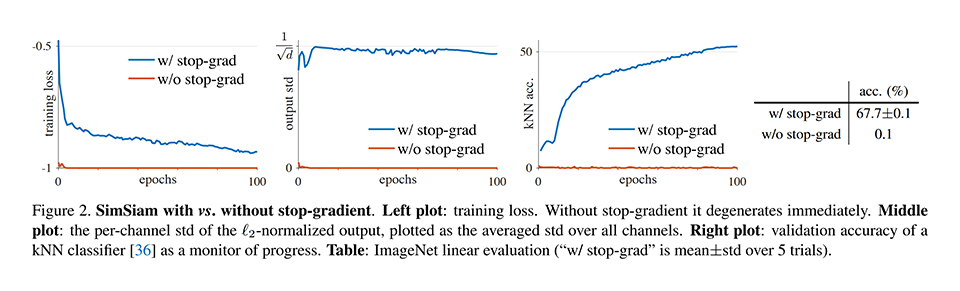 -0.5
training loss
w/ stop-grad
w/o stop-grad
-1
0
epochs
100
1
√d
output std
w/ stop-grad
w/o stop-grad
0
0
epochs
100
50
kNN acc.
w/ stop-grad
w/o stop-grad
0
0
epochs
100
acc. (%)
w/ stop-grad 67.7±0.1
w/o stop-grad 0.1
Figure 2. SimSiam with vs. without stop-gradient. Left plot: training loss. Without stop-gradient it degenerates immediately. Middle
plot: the per-channel std of the ℓ2-normalized output, plotted as the averaged std over all channels. Right plot: validation accuracy of a
kNN classifier [36] as a monitor of progress. Table: ImageNet linear evaluation (“w/ stop-grad” is mean±std over 5 trials).